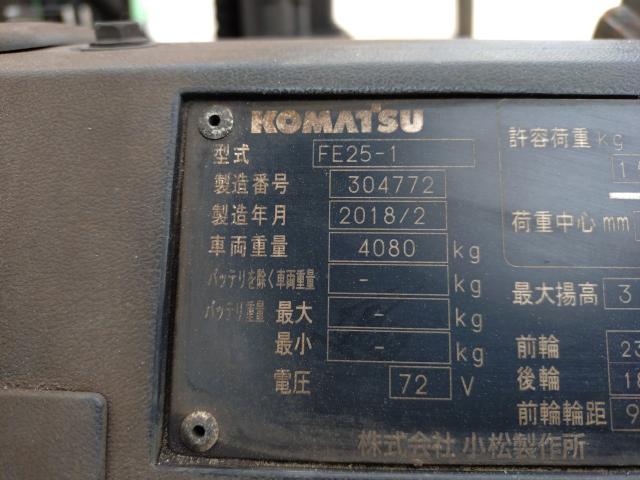 KOMATSU
型式 FE25-1
製造番号 304772
製造年月 2018/2
車両重量 4080 kg
バッテリを除く車両重量 - kg
バッテリ重量 最大 - kg
最小 - kg
電圧 72 V
許容荷重 kg
荷重中心 mm
最大揚高 3
前輪 23
後輪 18
前輪輪距 9
株式会社 小松製作所